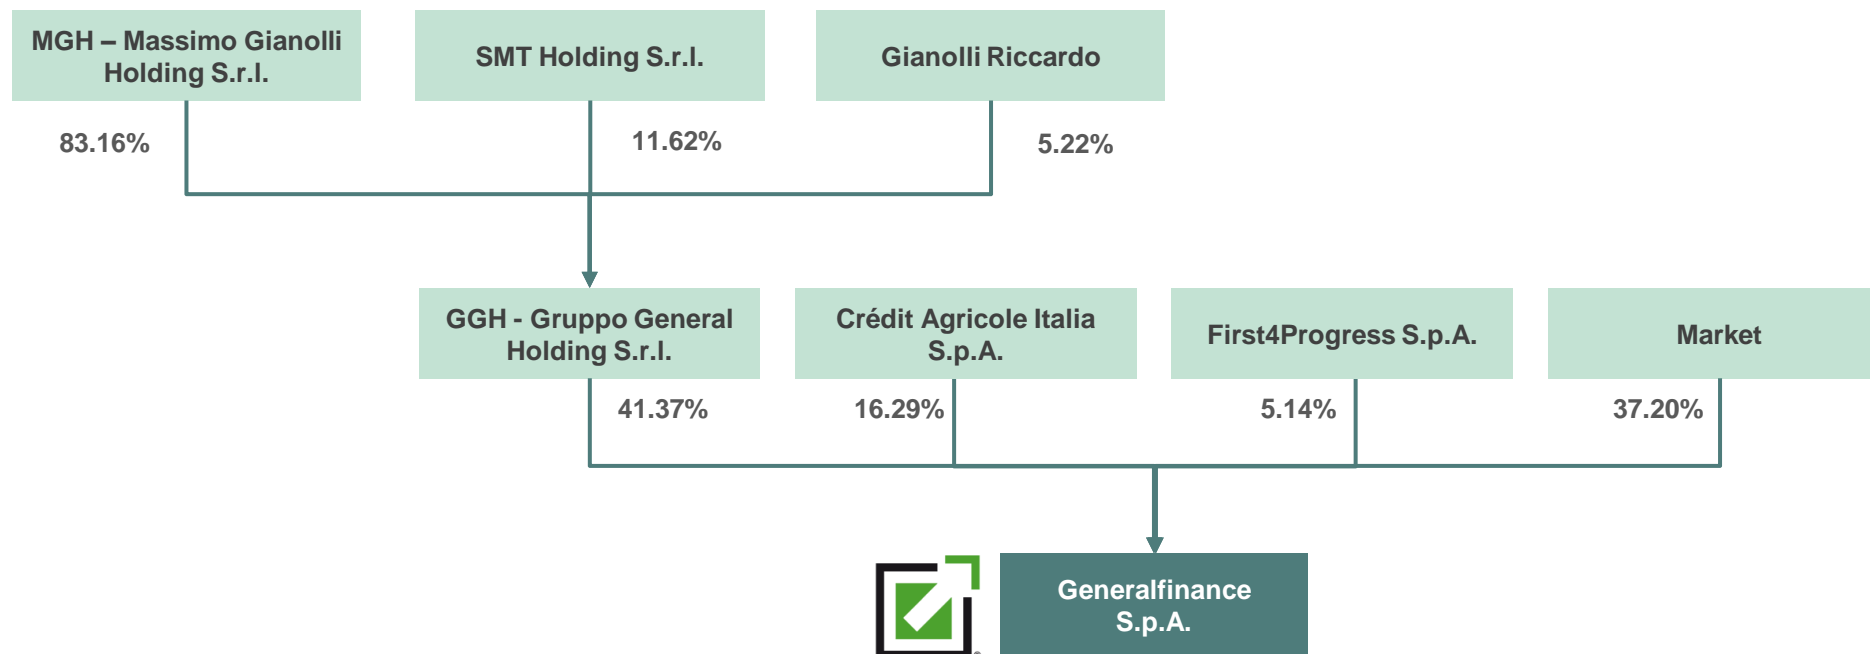 MGH – Massimo Gianolli
Holding S.r.l.
SMT Holding S.r.l.
Gianolli Riccardo
83.16%
11.62%
5.22%
GGH - Gruppo General
Holding S.r.l.
Crédit Agricole Italia
S.p.A.
First4Progress S.p.A.
Market
41.37%
16.29%
5.14%
37.20%
Generalfinance
S.p.A.